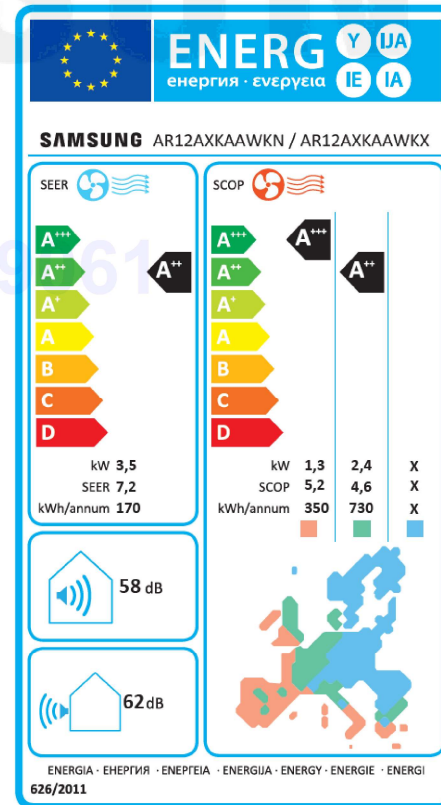 ENERG Y IJA
енергия · ενεργεια IE IA
SAMSUNG AR12AXKAAWKN / AR12AXKAAWKX
SEER
A+++
A++
A+
A
B
C
D
A++
kW 3,5
SEER 7,2
kWh/annum 170
SCOP
A+++
A++
A+
A
B
C
D
A+++
A++
kW 1,3 2,4 X
SCOP 5,2 4,6 X
kWh/annum 350 730 X
58 dB
62dB
ENERGIA · ЕНЕРГИЯ · ΕΝΕΡΓΕΙΑ · ENERGIJA · ENERGY · ENERGIE · ENERGI
626/2011